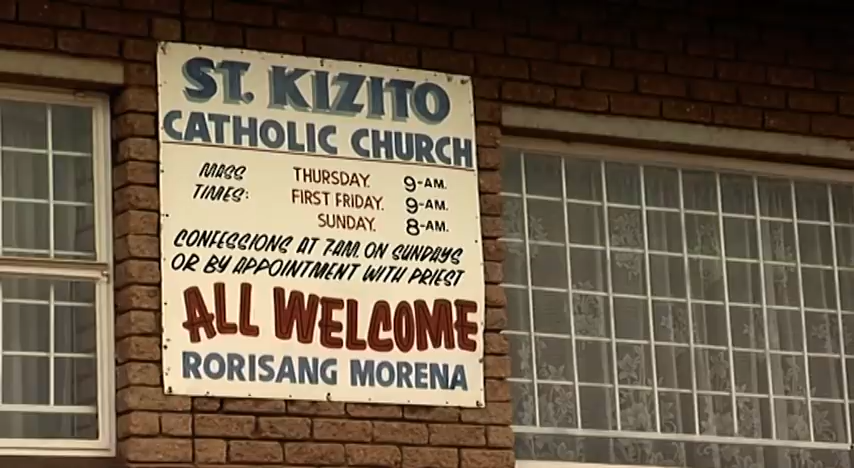 ST. KIZITO
CATHOLIC CHURCH
MASS THURSDAY. 9-AM.
TIMES: FIRST FRIDAY. 9-AM.
SUNDAY. 8-AM.
CONFESSIONS AT 7AM. ON SUNDAYS
OR BY APPOINTMENT WITH PRIEST
ALL WELCOME
RORISANG MORENA